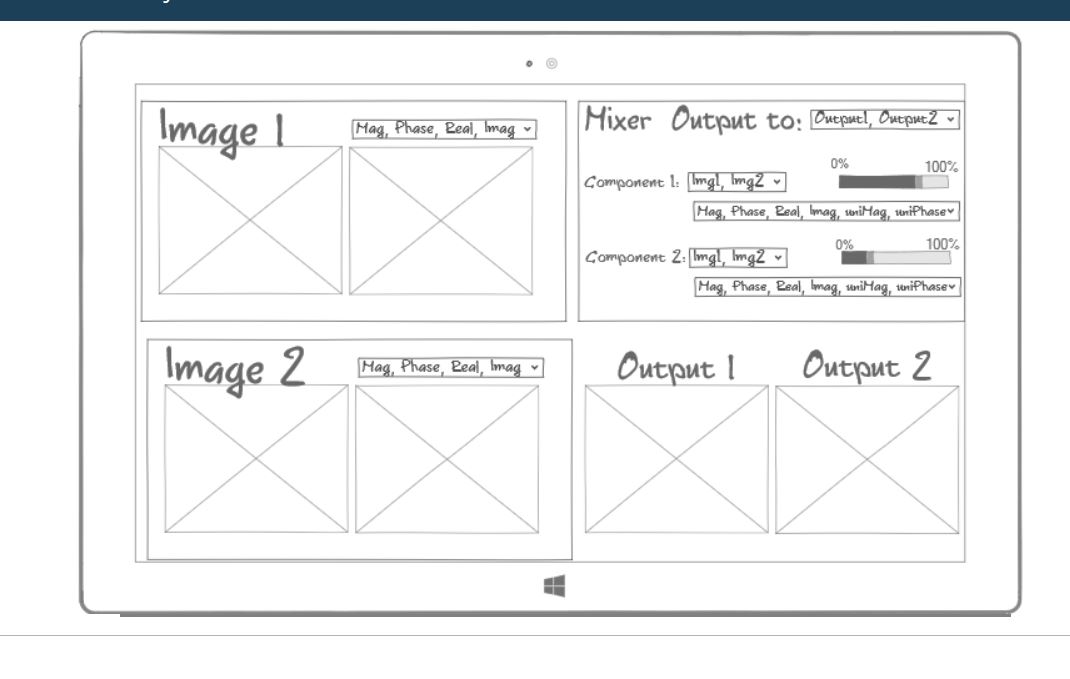 Image 1
Mag, Phase, Real, Imag
Mixer Output to: Output1, Output2
Component 1: Img1, Img2
0% 100%
Mag, Phase, Real, Imag, uniMag, uniPhase
Component 2: Img1, Img2
0% 100%
Mag, Phase, Real, Imag, uniMag, uniPhase
Image 2
Mag, Phase, Real, Imag
Output 1
Output 2